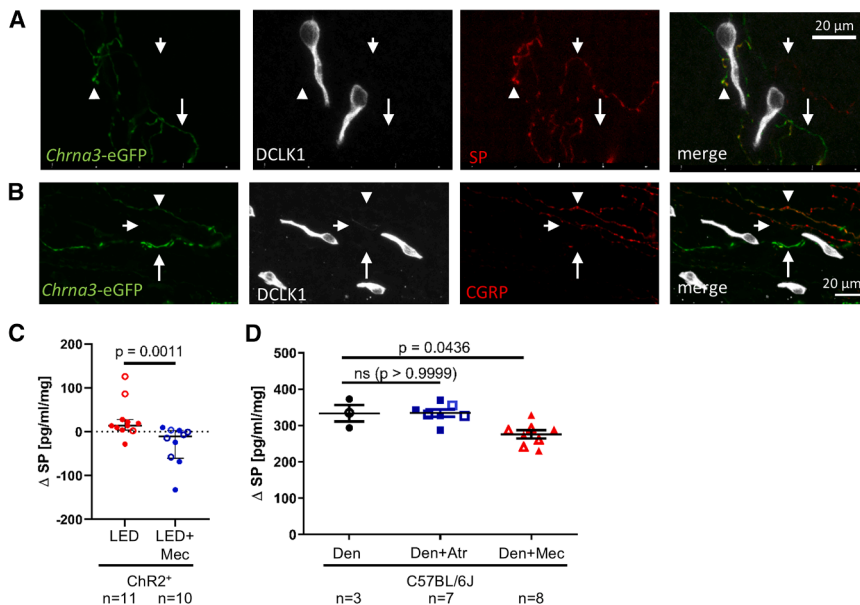 A
20 µm
Chrna3-eGFP
DCLK1
SP
merge
B
Chrna3-eGFP
DCLK1
CGRP
merge
20 µm
C
p = 0.0011
200
100
0
-100
-200
Δ SP [pg/ml/mg]
LED
LED+
Mec
ChR2⁺
n=11 n=10
D
p = 0.0436
ns (p > 0.9999)
500
400
300
200
100
0
Δ SP [pg/ml/mg]
Den Den+Atr Den+Mec
C57BL/6J
n=3 n=7 n=8